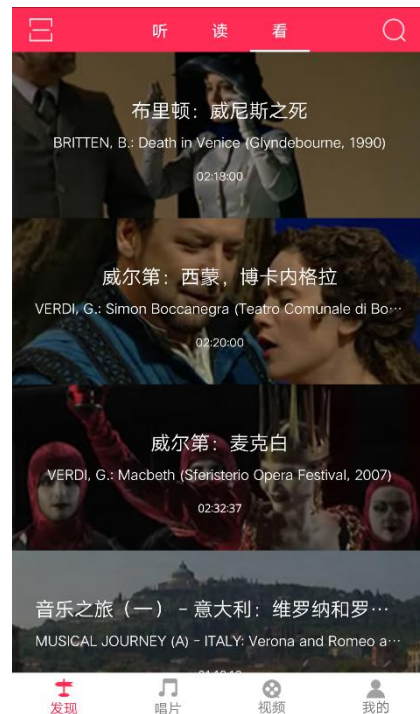 听 读 看
布里顿：威尼斯之死
BRITTEN, B.: Death in Venice (Glyndebourne, 1990)
02:18:00
威尔第：西蒙，博卡内格拉
VERDI, G.: Simon Boccanegra (Teatro Comunale di Bo···
02:20:00
威尔第：麦克白
VERDI, G.: Macbeth (Sferisterio Opera Festival, 2007)
02:32:37
音乐之旅（一）－意大利：维罗纳和罗···
MUSICAL JOURNEY (A) – ITALY: Verona and Romeo a···
发现 唱片 视频 我的